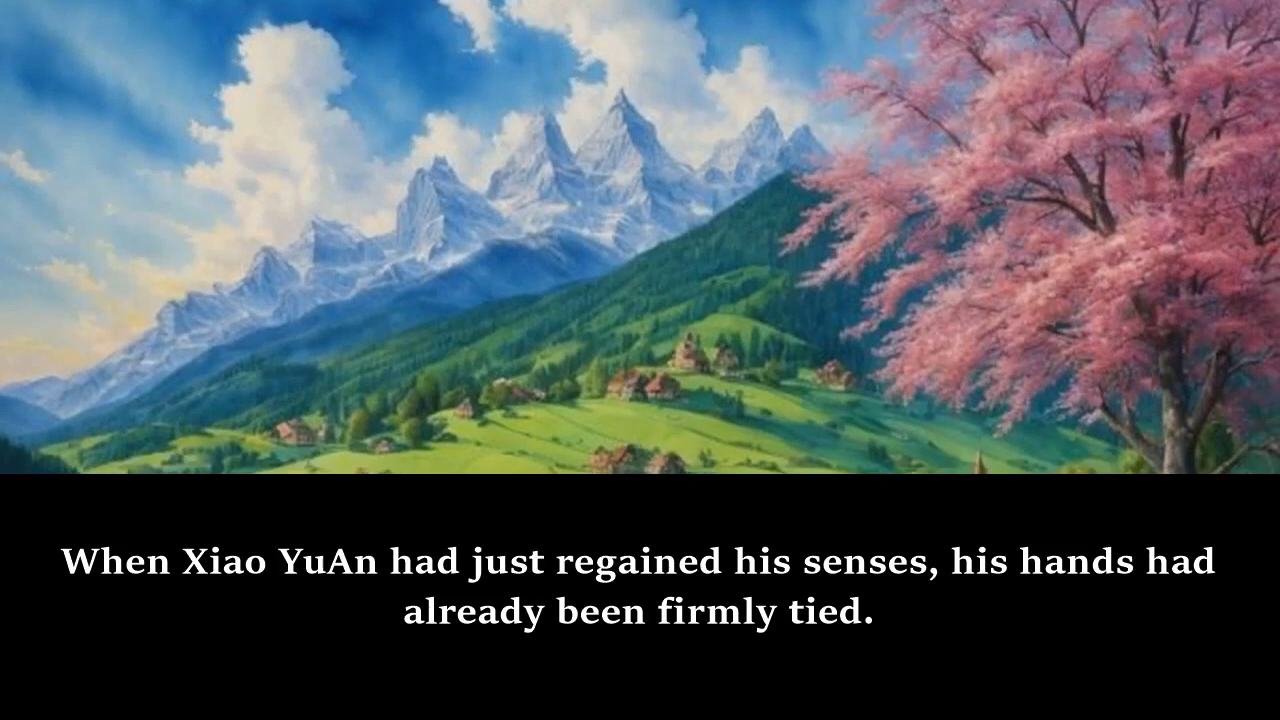 When Xiao YuAn had just regained his senses, his hands had
already been firmly tied.